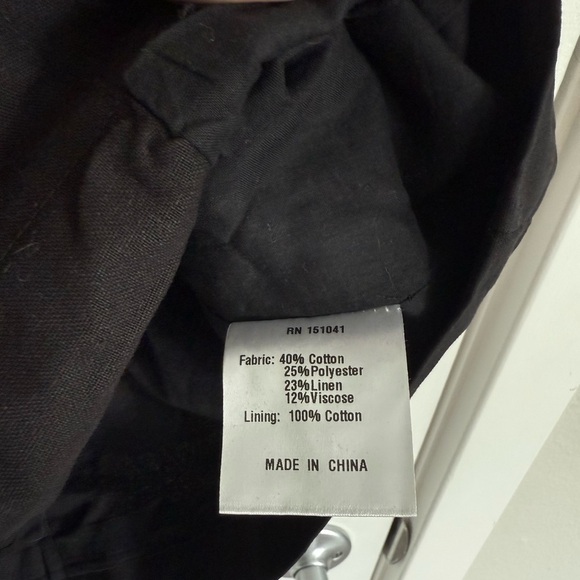 RN 151041
Fabric: 40% Cotton
25%Polyester
23%Linen
12%Viscose
Lining: 100% Cotton
MADE IN CHINA